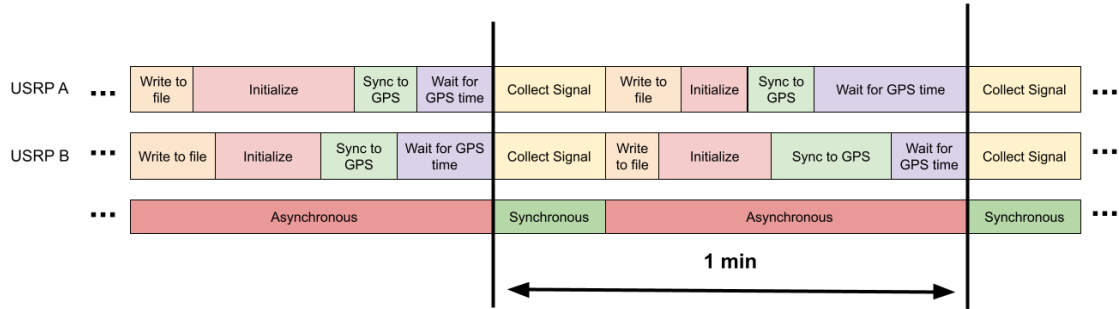 USRP A ... Write to file Initialize Sync to GPS Wait for GPS time Collect Signal Write to file Initialize Sync to GPS Wait for GPS time Collect Signal ...
USRP B ... Write to file Initialize Sync to GPS Wait for GPS time Collect Signal Write to file Initialize Sync to GPS Wait for GPS time Collect Signal ...
... Asynchronous Synchronous Asynchronous Synchronous ...
1 min